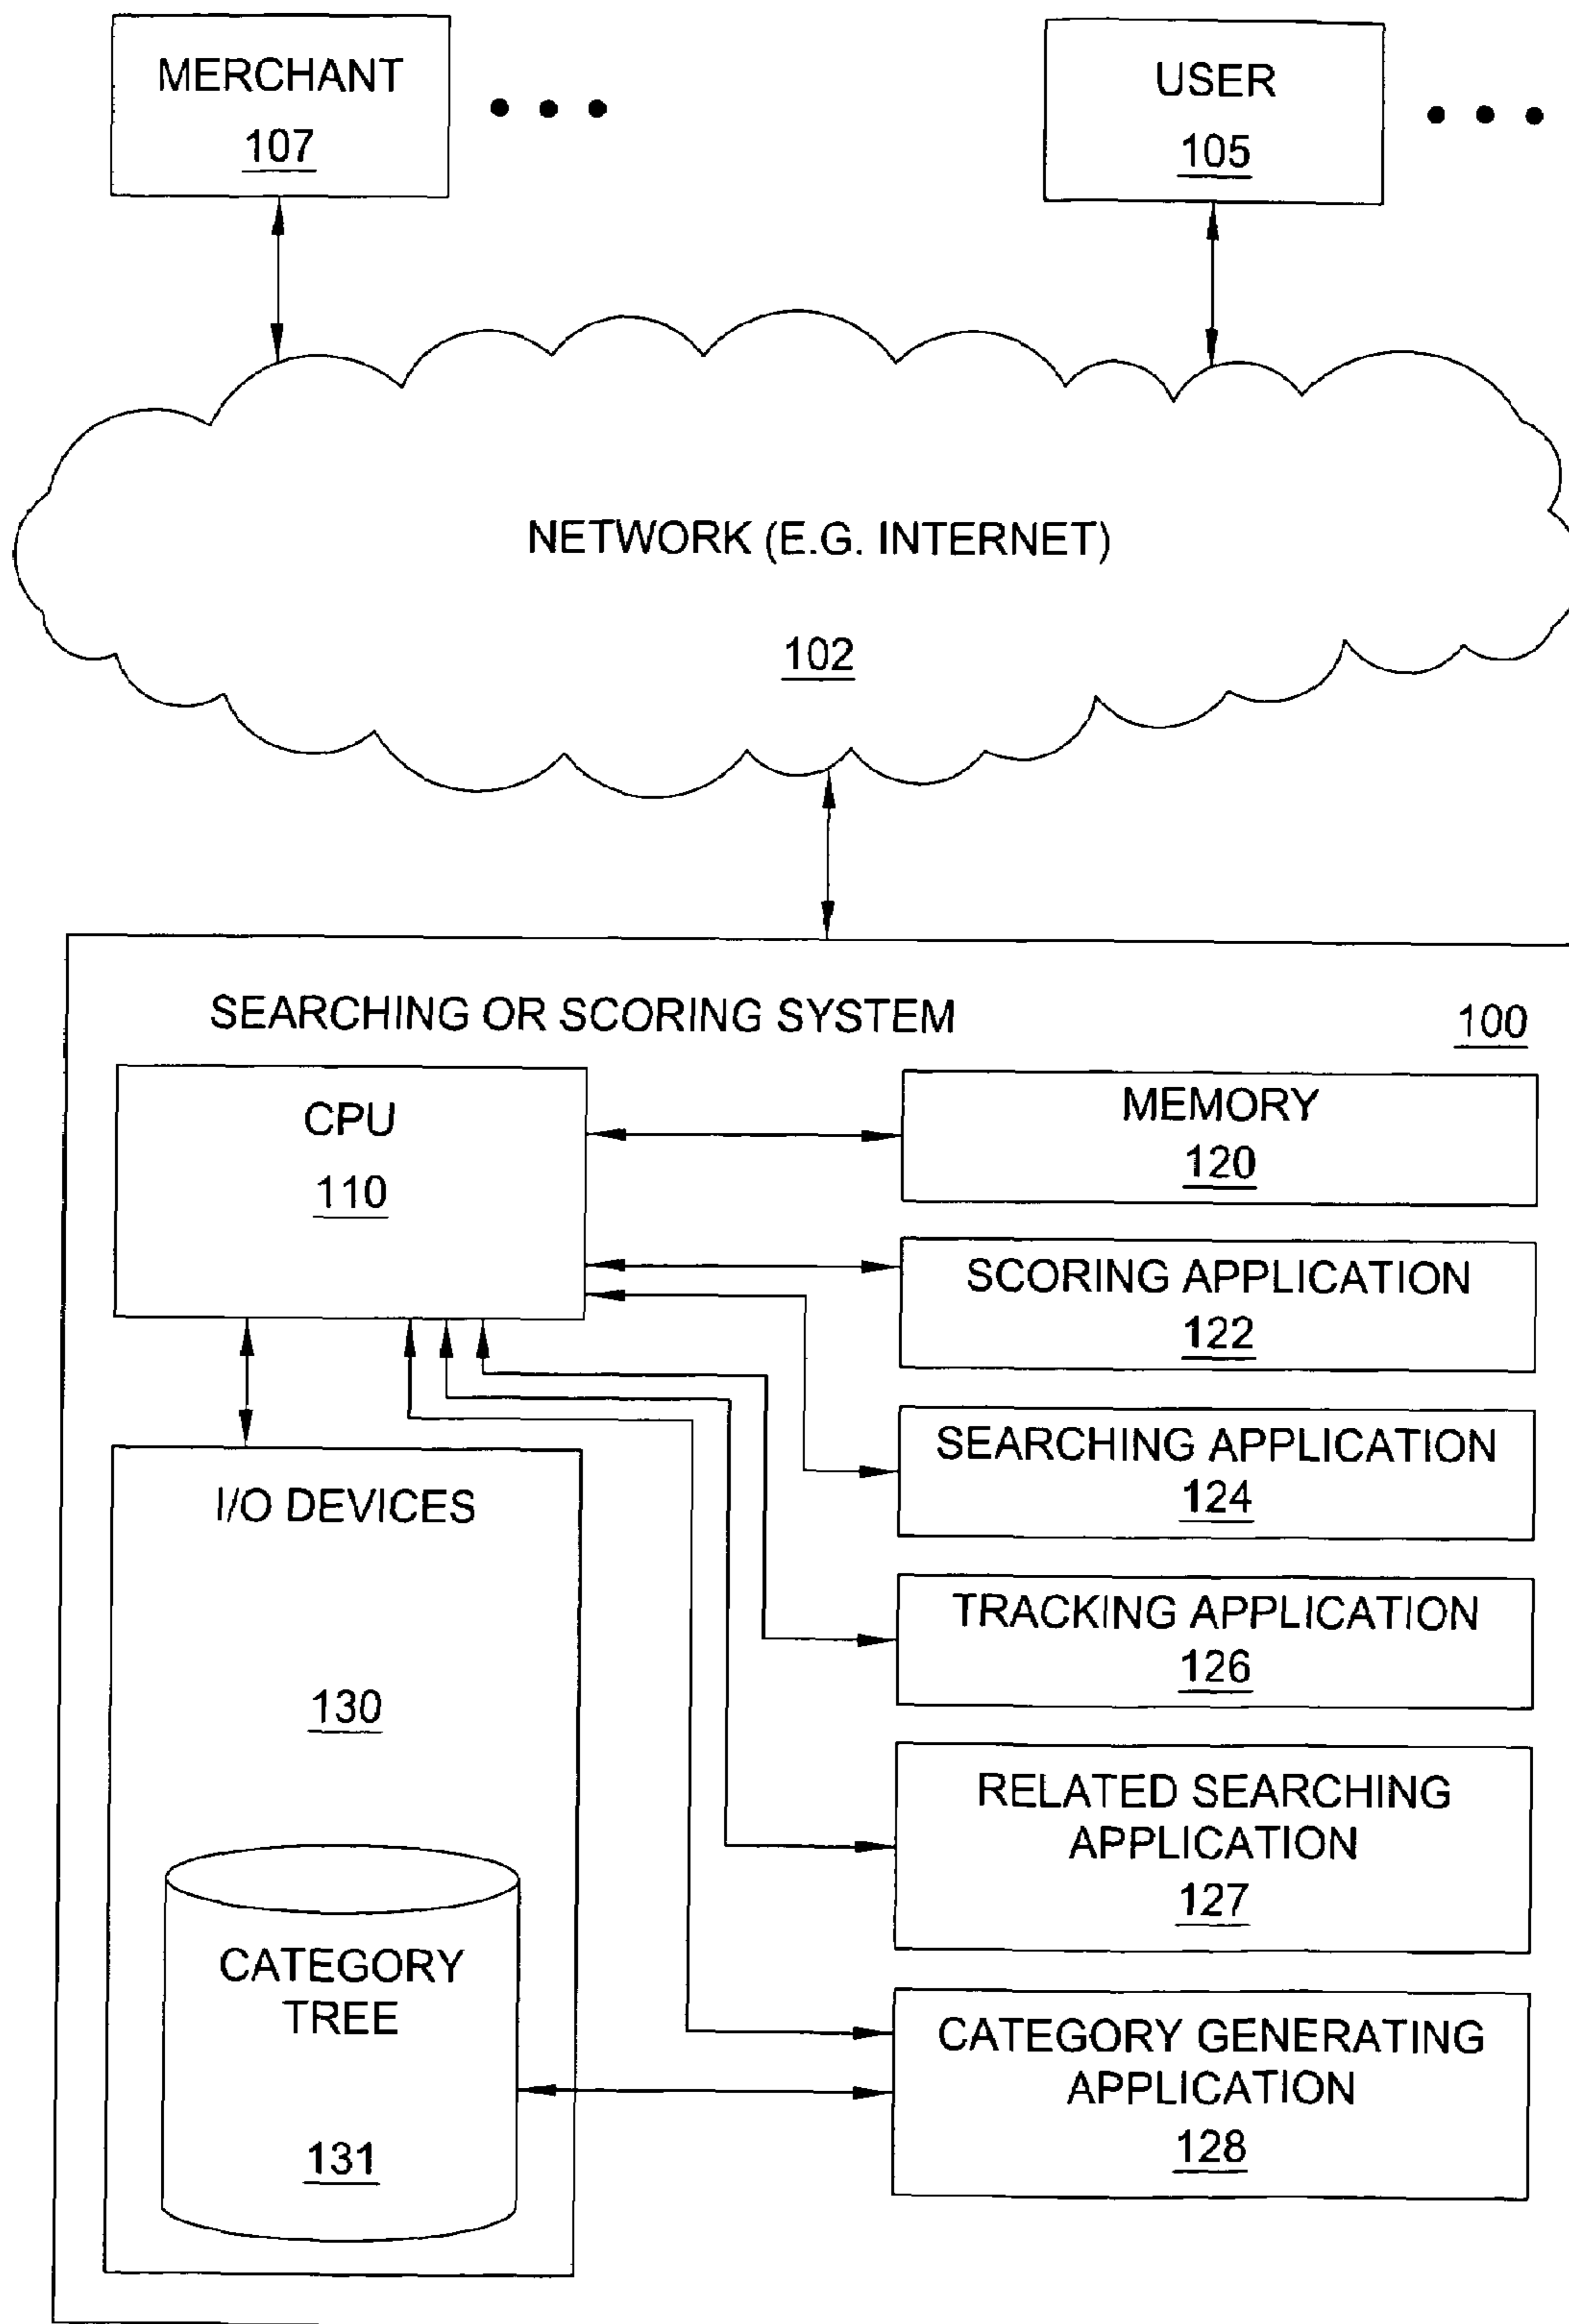 MERCHANT
107
USER
105
NETWORK (E.G. INTERNET)
102
SEARCHING OR SCORING SYSTEM
100
CPU
110
MEMORY
120
SCORING APPLICATION
122
SEARCHING APPLICATION
124
TRACKING APPLICATION
126
RELATED SEARCHING
APPLICATION
127
CATEGORY GENERATING
APPLICATION
128
I/O DEVICES
130
CATEGORY
TREE
131